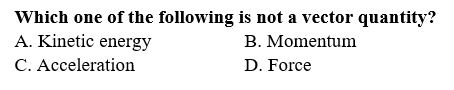 Which one of the following is not a vector quantity?
A. Kinetic energy B. Momentum
C. Acceleration D. Force